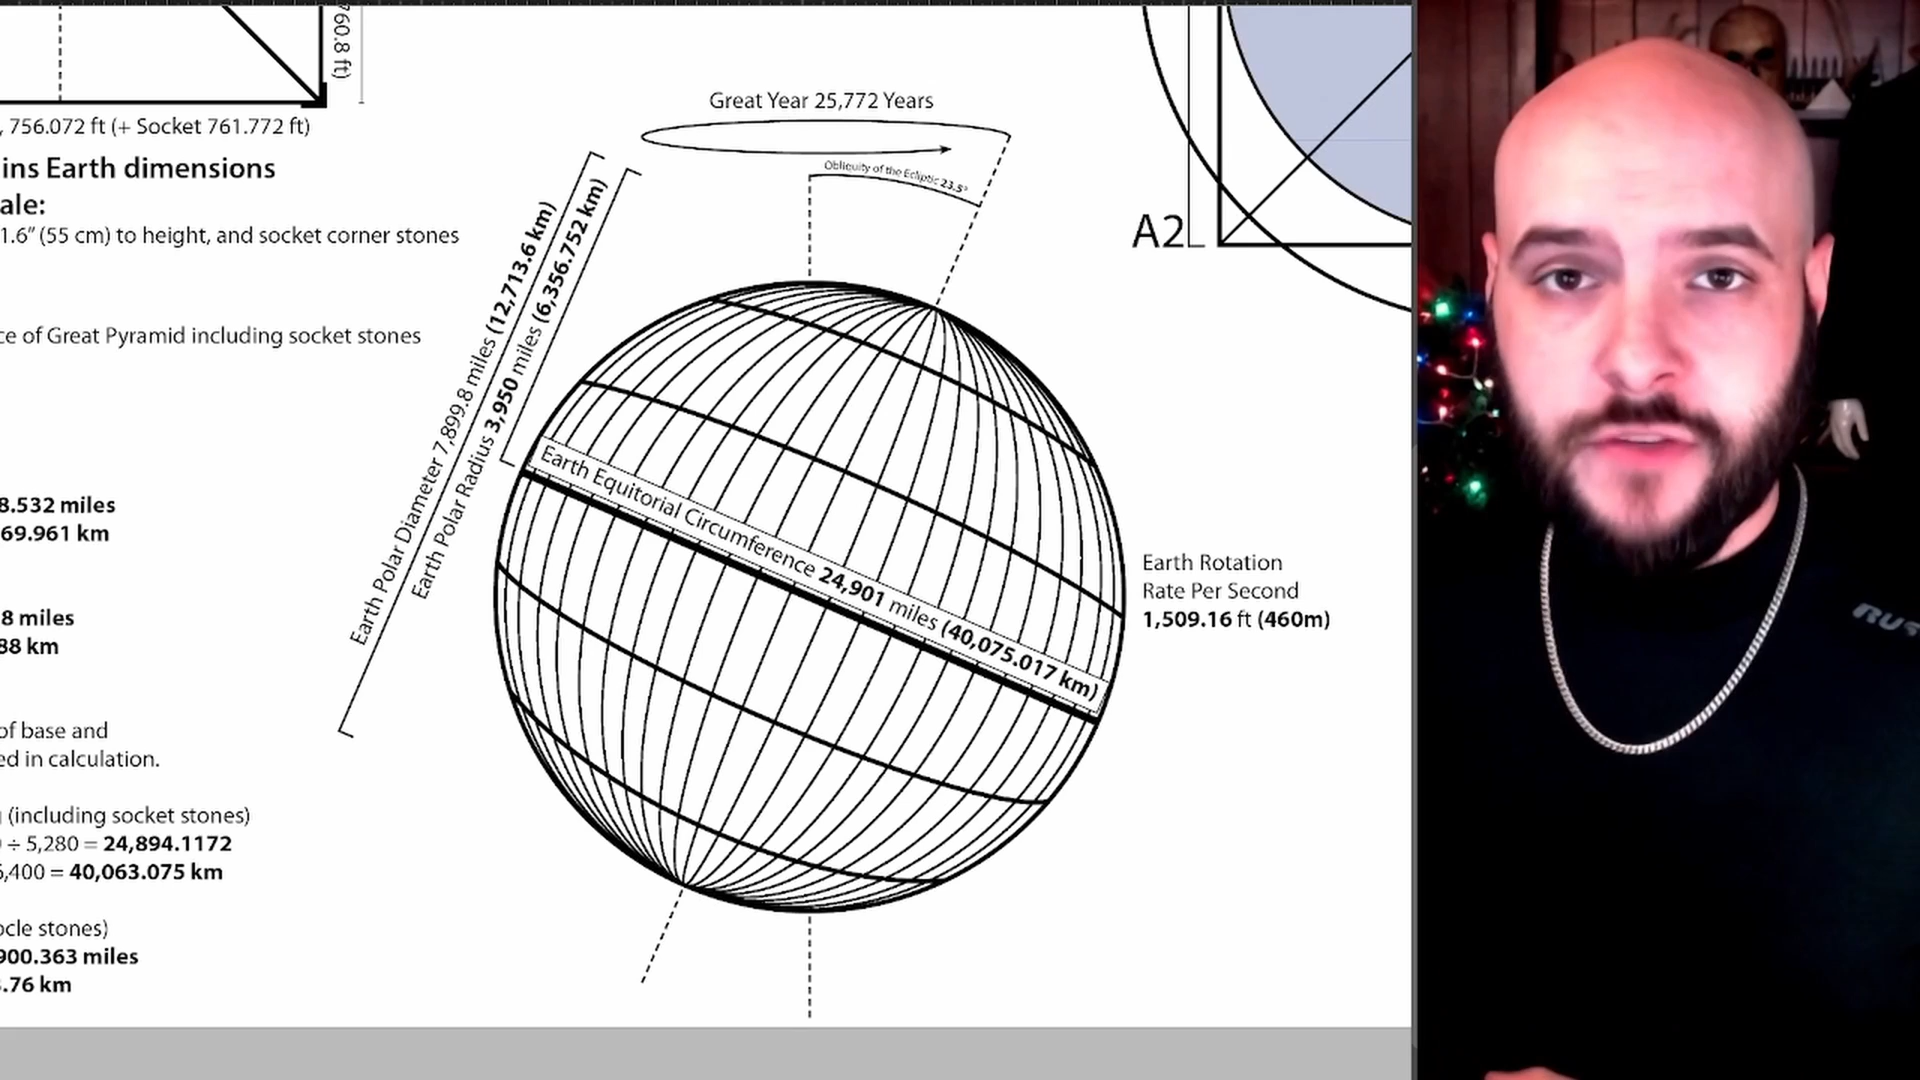 760.8 ft)
, 756.072 ft (+ Socket 761.772 ft)
ins Earth dimensions
ale:
1.6” (55 cm) to height, and socket corner stones
ce of Great Pyramid including socket stones
8.532 miles
69.961 km
8 miles
88 km
of base and
ed in calculation.
(including socket stones)
÷ 5,280 = 24,894.1172
6,400 = 40,063.075 km
ocle stones)
900.363 miles
.76 km
Great Year 25,772 Years
Obliquity of the Ecliptic 23.5°
Earth Polar Diameter 7,899.8 miles (12,713.6 km)
Earth Polar Radius 3,950 miles (6,356.752 km)
Earth Equitorial Circumference 24,901 miles (40,075.017 km)
Earth Rotation
Rate Per Second
1,509.16 ft (460m)
A2